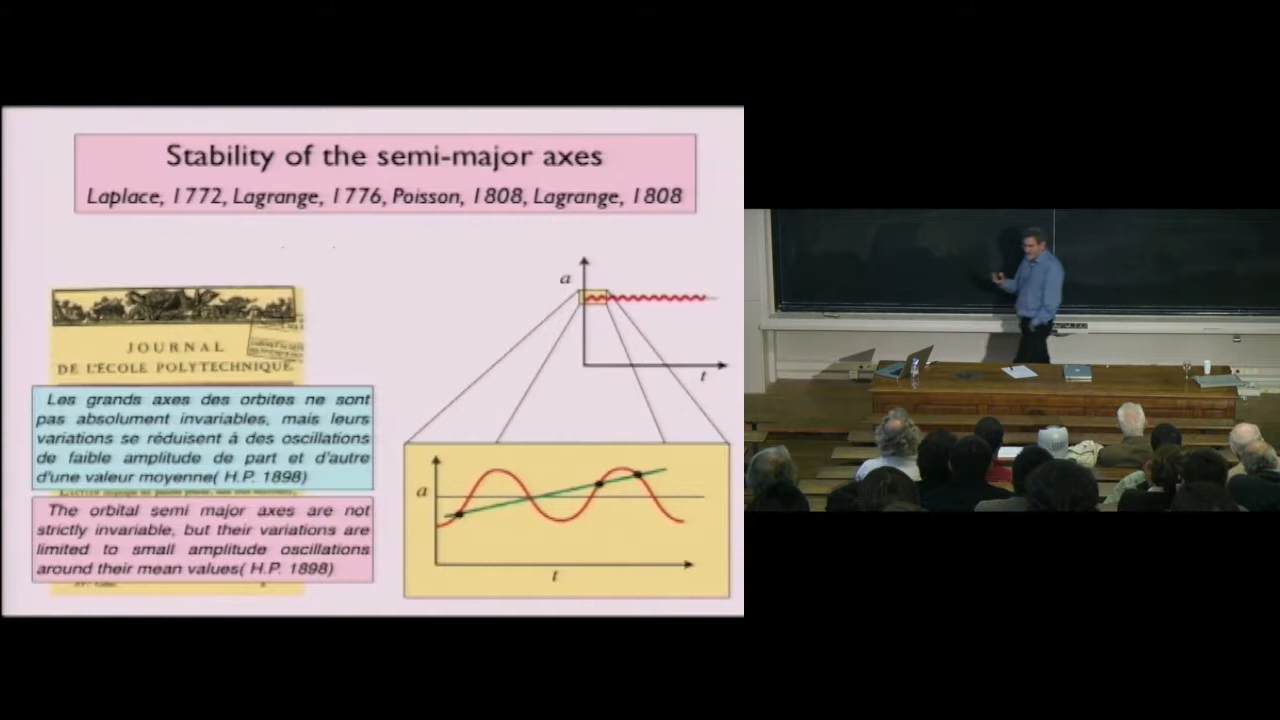 Stability of the semi-major axes
Laplace, 1772, Lagrange, 1776, Poisson, 1808, Lagrange, 1808
JOURNAL
DE L'ÉCOLE POLYTECHNIQUE.
Les grands axes des orbites ne sont
pas absolument invariables, mais leurs
variations se réduisent á des oscillations
de faible amplitude de part et d'autre
d'une valeur moyenne( H.P. 1898)
The orbital semi major axes are not
strictly invariable, but their variations are
limited to small amplitude oscillations
around their mean values( H.P. 1898)
a
t
a
t